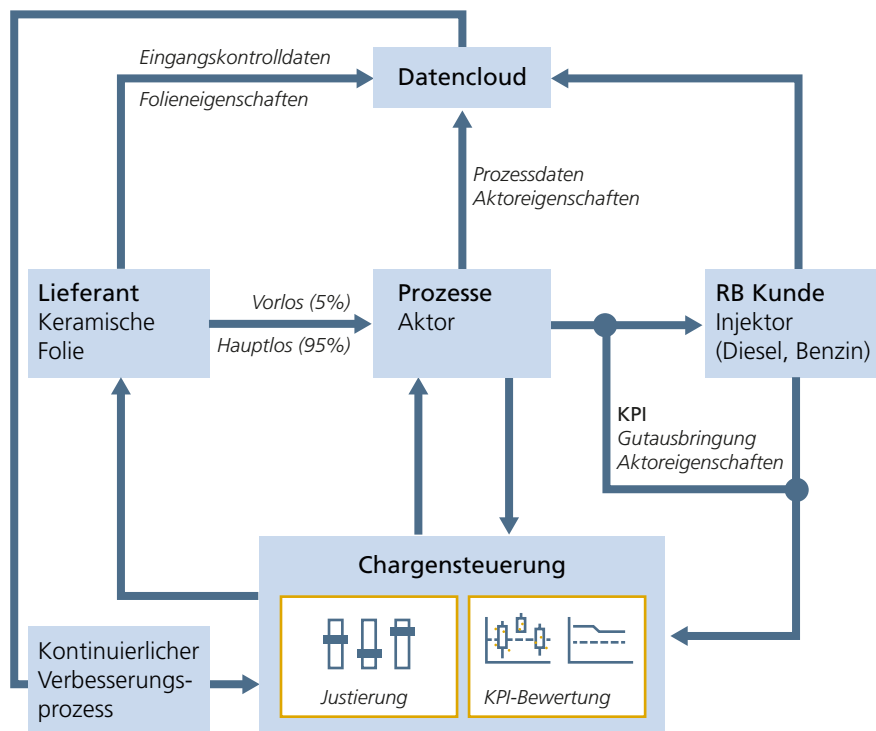 Eingangskontrolldaten
Folieneigenschaften
Datencloud
Prozessdaten
Aktoreigenschaften
Lieferant
Keramische
Folie
Vorlos (5%)
Hauptlos (95%)
Prozesse
Aktor
RB Kunde
Injektor
(Diesel, Benzin)
KPI
Gutausbringung
Aktoreigenschaften
Chargensteuerung
Justierung
KPI-Bewertung
Kontinuierlicher
Verbesserungs-
prozess